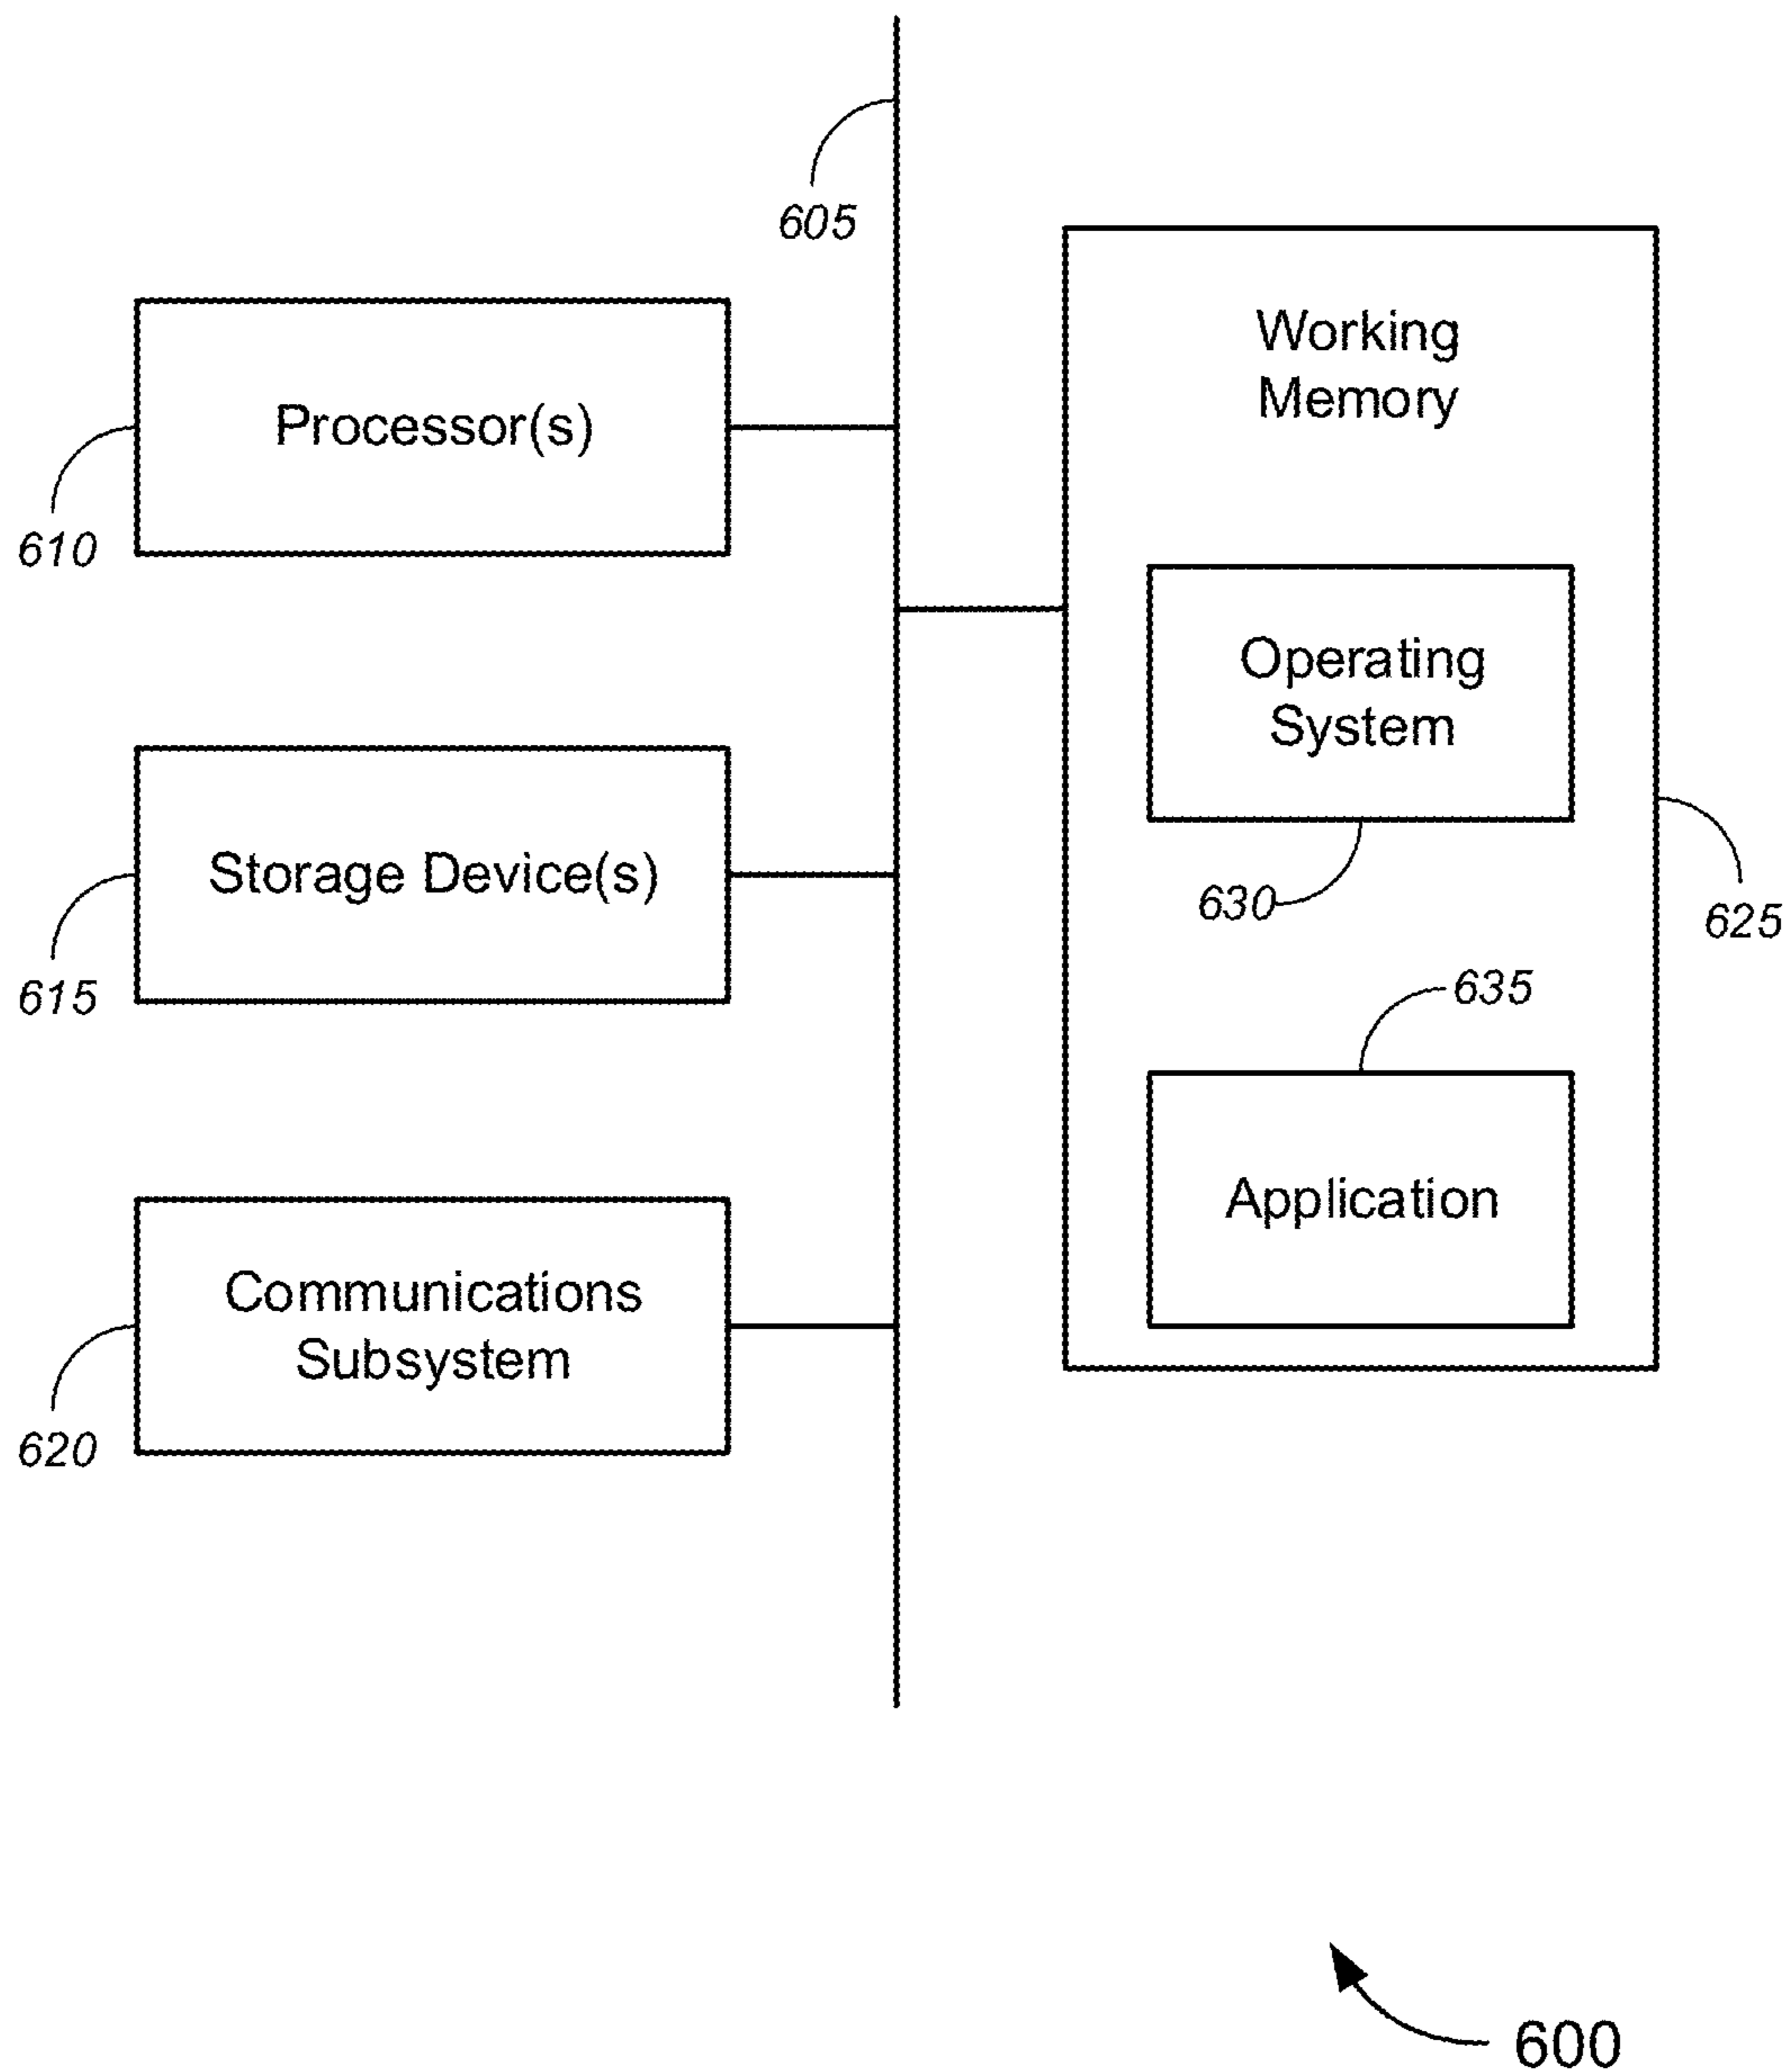 605
Processor(s)
610
Working
Memory
Operating
System
630
625
Storage Device(s)
615
635
Application
Communications
Subsystem
620
600